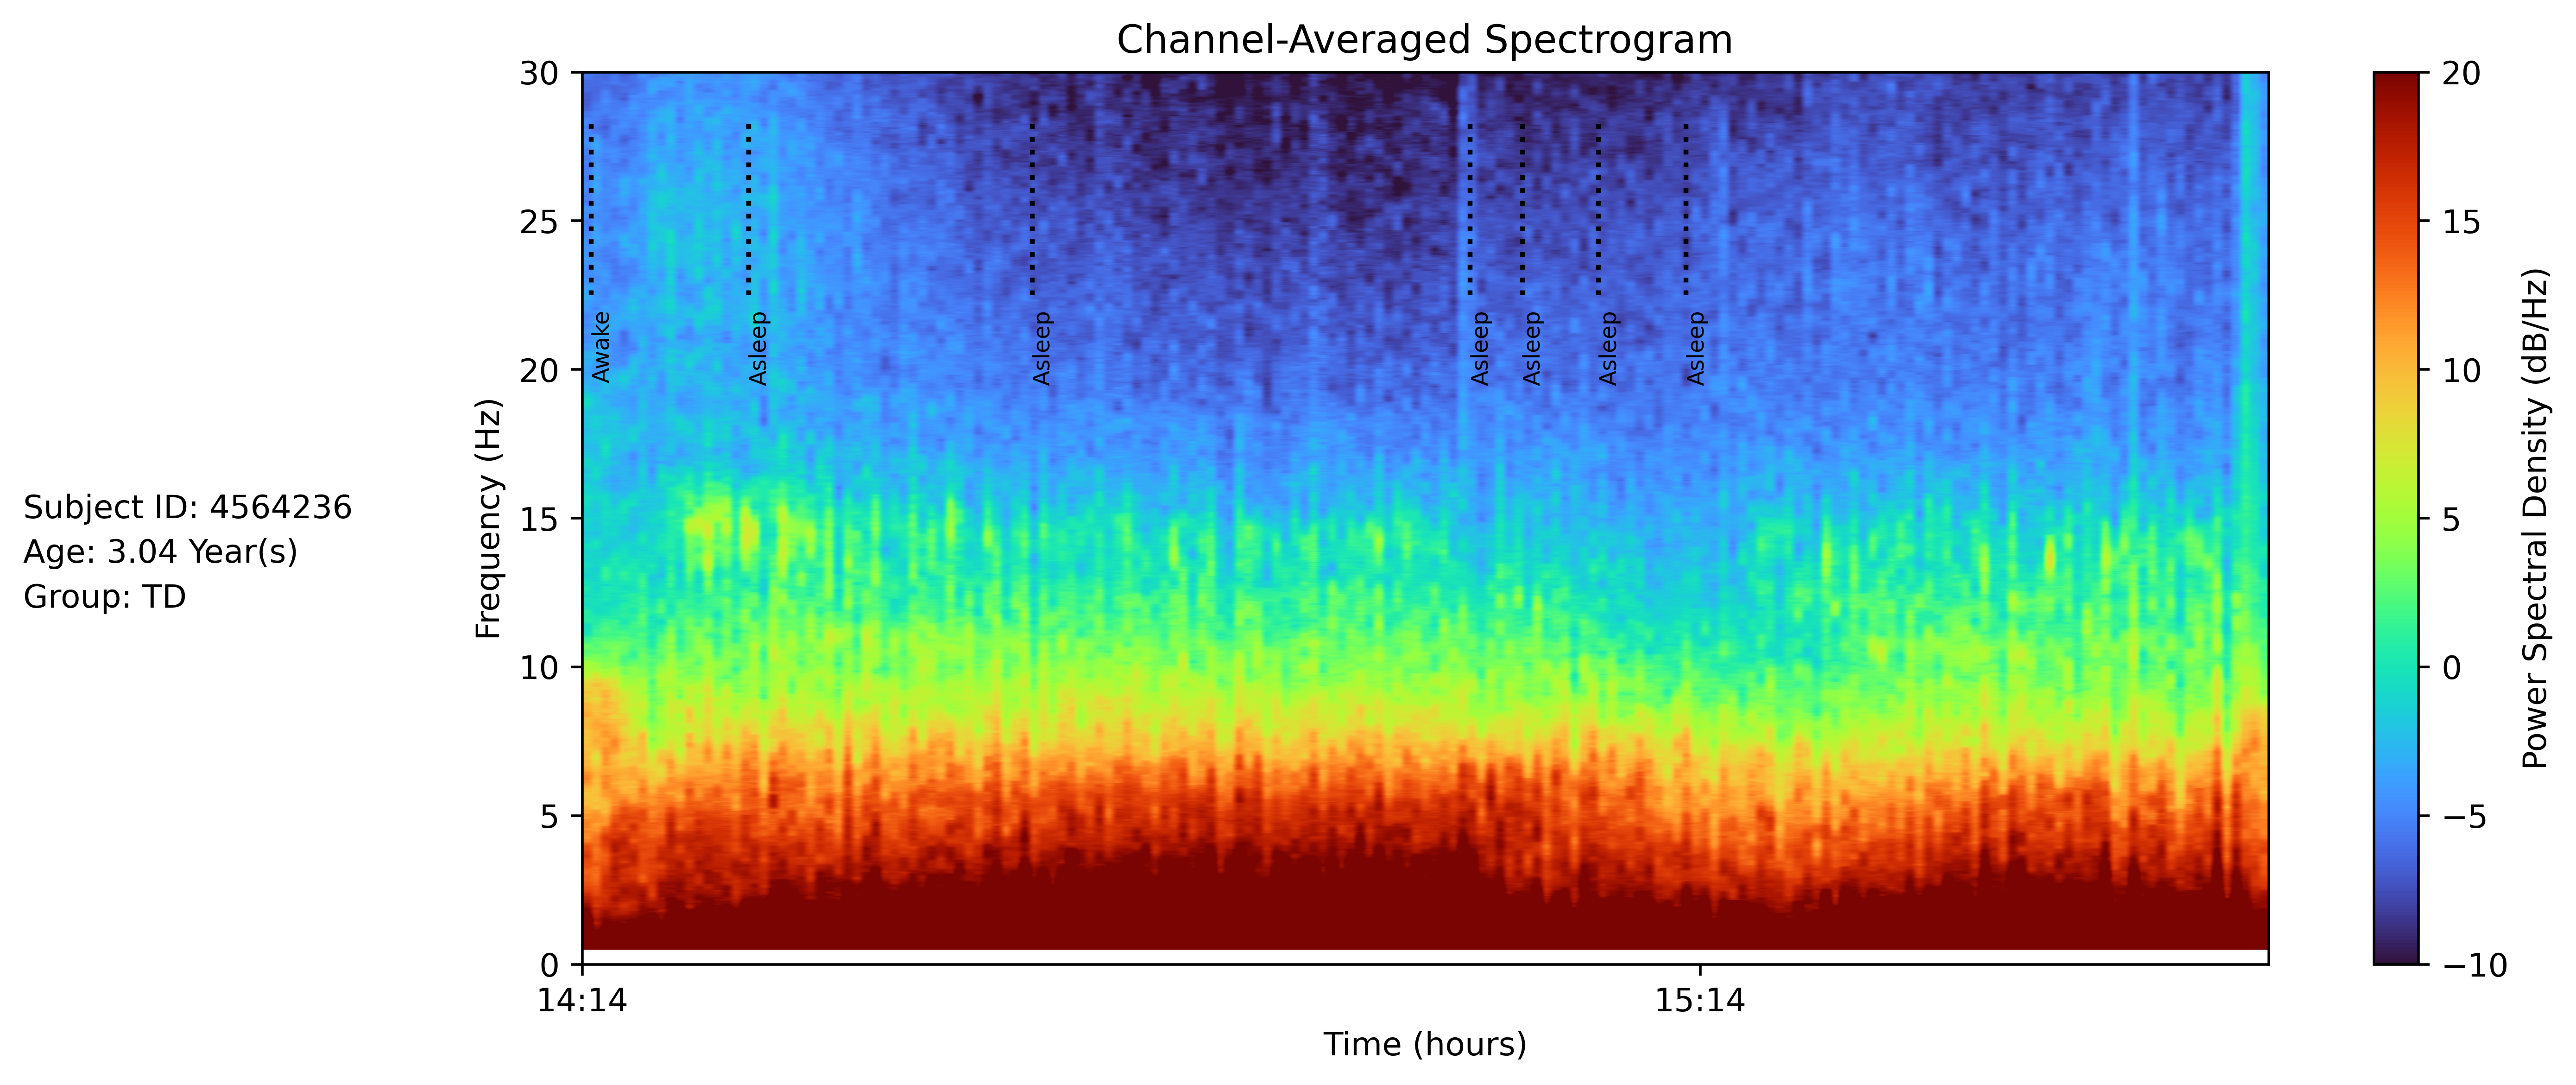 Channel-Averaged Spectrogram
Subject ID: 4564236
Age: 3.04 Year(s)
Group: TD
Frequency (Hz)
30
25
20
15
10
5
0
Awake
Asleep
Asleep
Asleep
Asleep
Asleep
Asleep
14:14
15:14
Time (hours)
20
15
10
5
0
−5
−10
Power Spectral Density (dB/Hz)